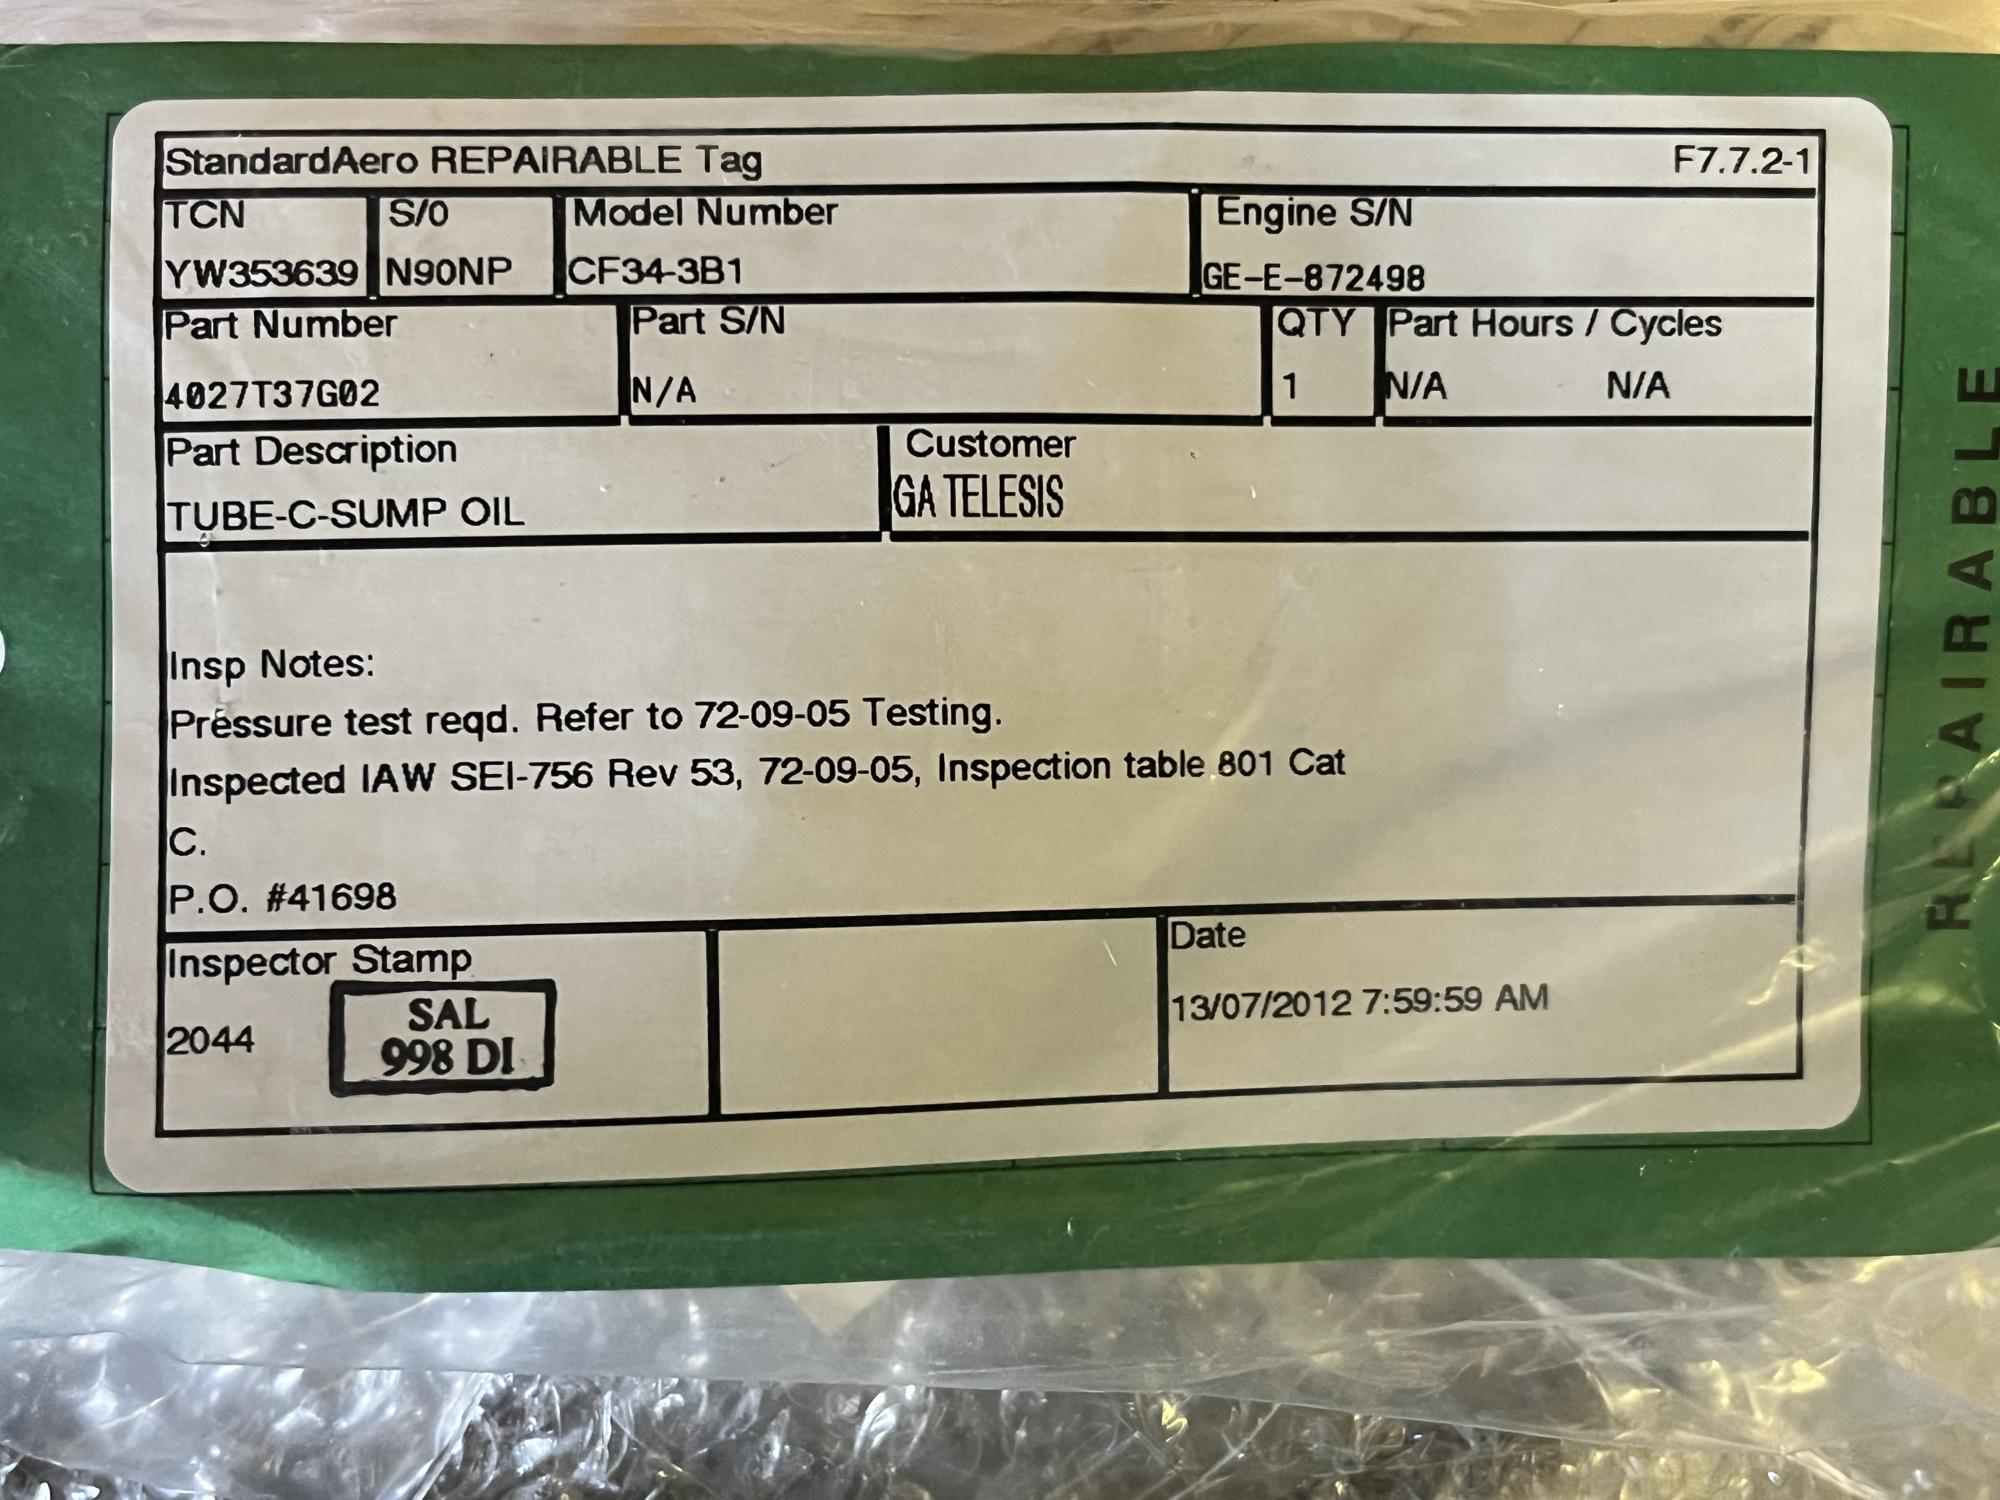 StandardAero REPAIRABLE Tag F7.7.2-1
TCN S/O Model Number Engine S/N
YW353639 N90NP CF34-3B1 GE-E-872498
Part Number Part S/N QTY Part Hours / Cycles
4027T37G02 N/A 1 N/A N/A
Part Description Customer
TUBE-C-SUMP OIL GA TELESIS
Insp Notes:
Pressure test reqd. Refer to 72-09-05 Testing.
Inspected IAW SEI-756 Rev 53, 72-09-05, Inspection table 801 Cat
C.
P.O. #41698
Inspector Stamp Date
2044 SAL 13/07/2012 7:59:59 AM
998 DI
REPAIRABLE